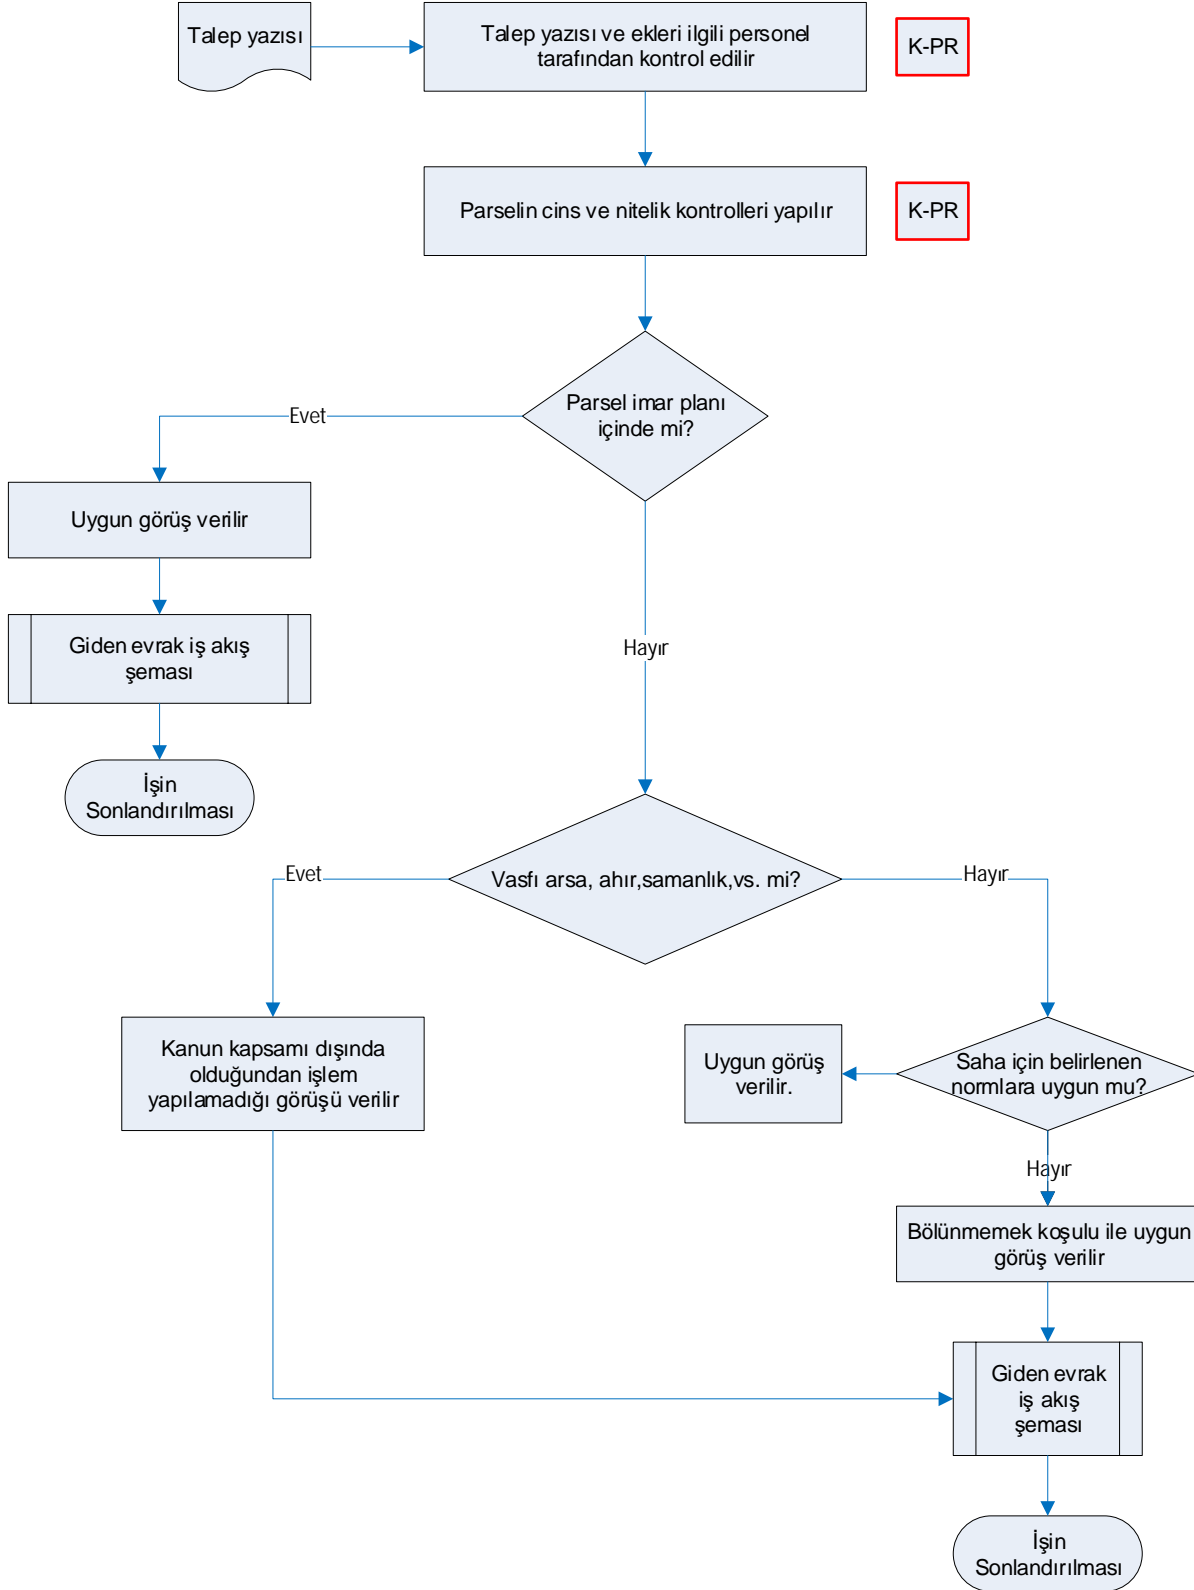 Talep yazısı
Talep yazısı ve ekleri ilgili personel
tarafından kontrol edilir
K-PR
Parselin cins ve nitelik kontrolleri yapılır
K-PR
Parsel imar planı
içinde mi?
Evet
Uygun görüş verilir
Giden evrak iş akış
şeması
Hayır
İşin
Sonlandırılması
Vasfı arsa, ahır,samanlık,vs. mi?
Evet
Hayır
Kanun kapsamı dışında
olduğundan işlem
yapılamadığı görüşü verilir
Uygun görüş
verilir.
Saha için belirlenen
normlara uygun mu?
Hayır
Bölünmemek koşulu ile uygun
görüş verilir
Giden evrak
iş akış
şeması
İşin
Sonlandırılması